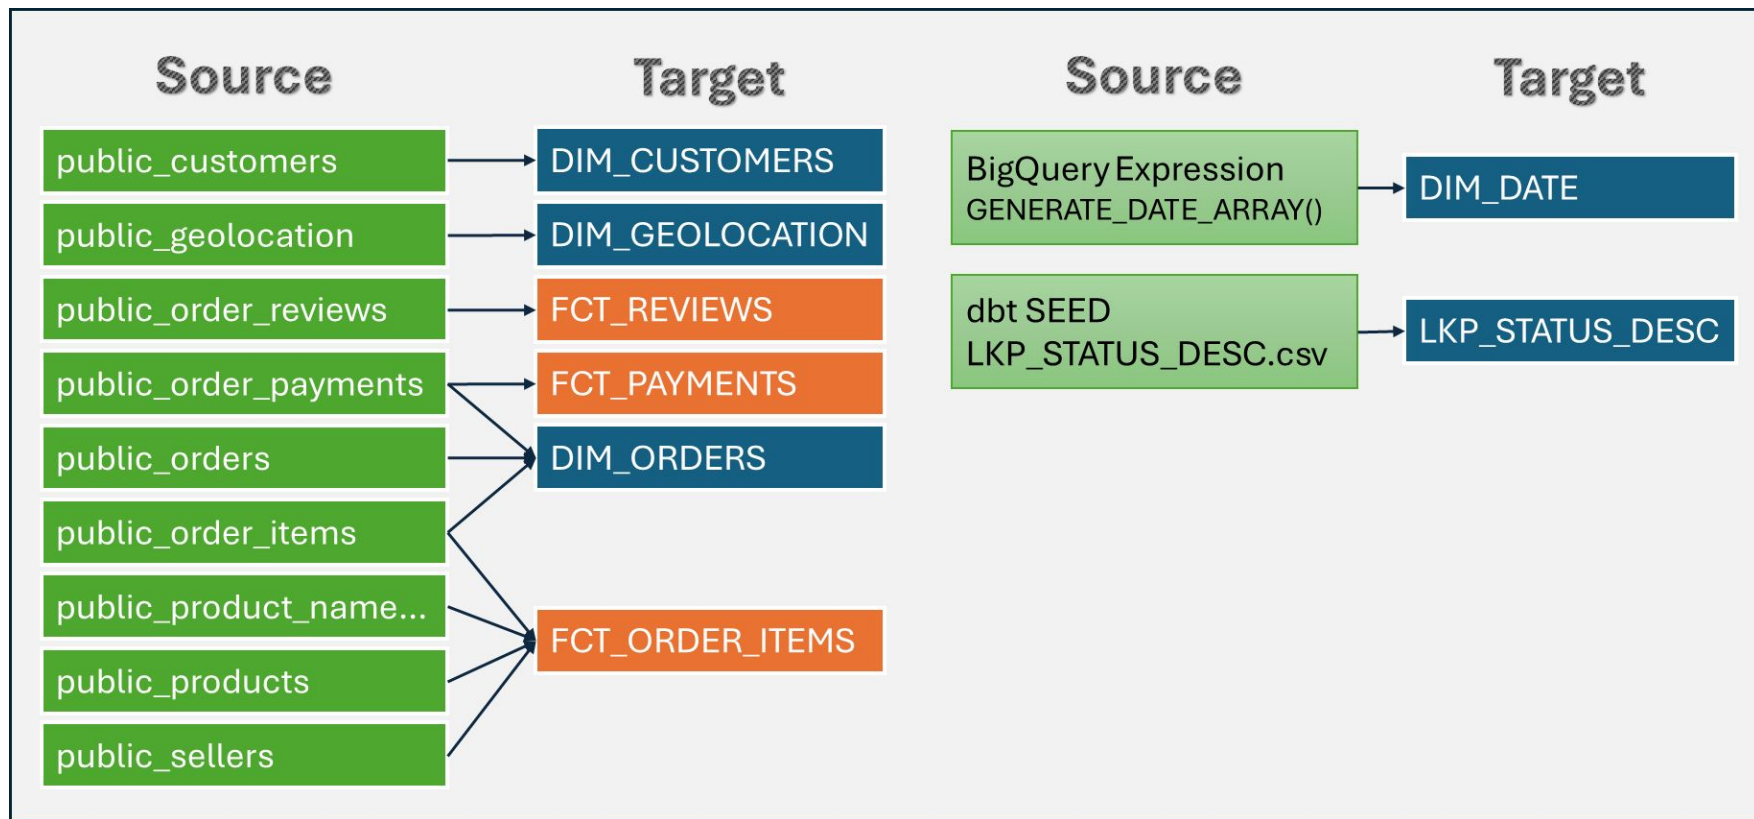 Source
Target
public_customers
DIM_CUSTOMERS
public_geolocation
DIM_GEOLOCATION
public_order_reviews
FCT_REVIEWS
public_order_payments
FCT_PAYMENTS
public_orders
DIM_ORDERS
public_order_items
public_product_name...
FCT_ORDER_ITEMS
public_products
public_sellers
Source
Target
BigQuery Expression
GENERATE_DATE_ARRAY()
DIM_DATE
dbt SEED
LKP_STATUS_DESC.csv
LKP_STATUS_DESC